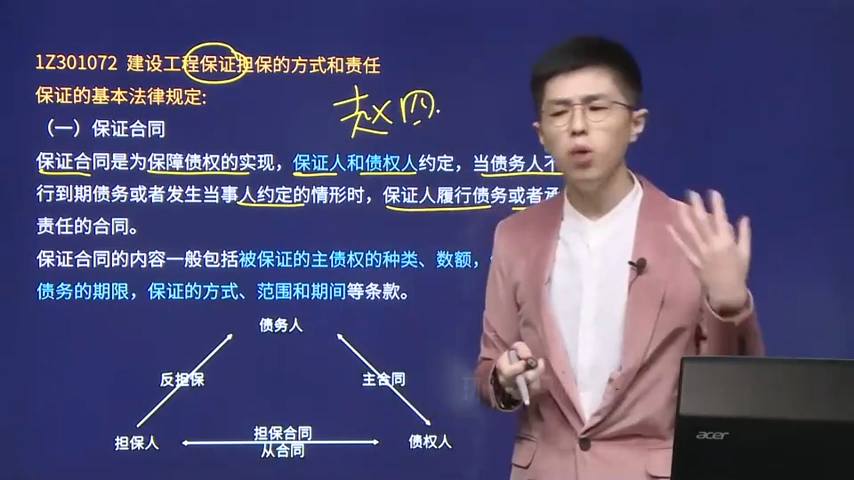 1Z301072 建设工程保证担保的方式和责任
保证的基本法律规定:
赵四.
（一）保证合同
保证合同是为保障债权的实现，保证人和债权人约定，当债务人不
行到期债务或者发生当事人约定的情形时，保证人履行债务或者承
责任的合同。
保证合同的内容一般包括被保证的主债权的种类、数额，
债务的期限，保证的方式、范围和期间等条款。
债务人
反担保
主合同
担保人
担保合同
从合同
债权人
acer